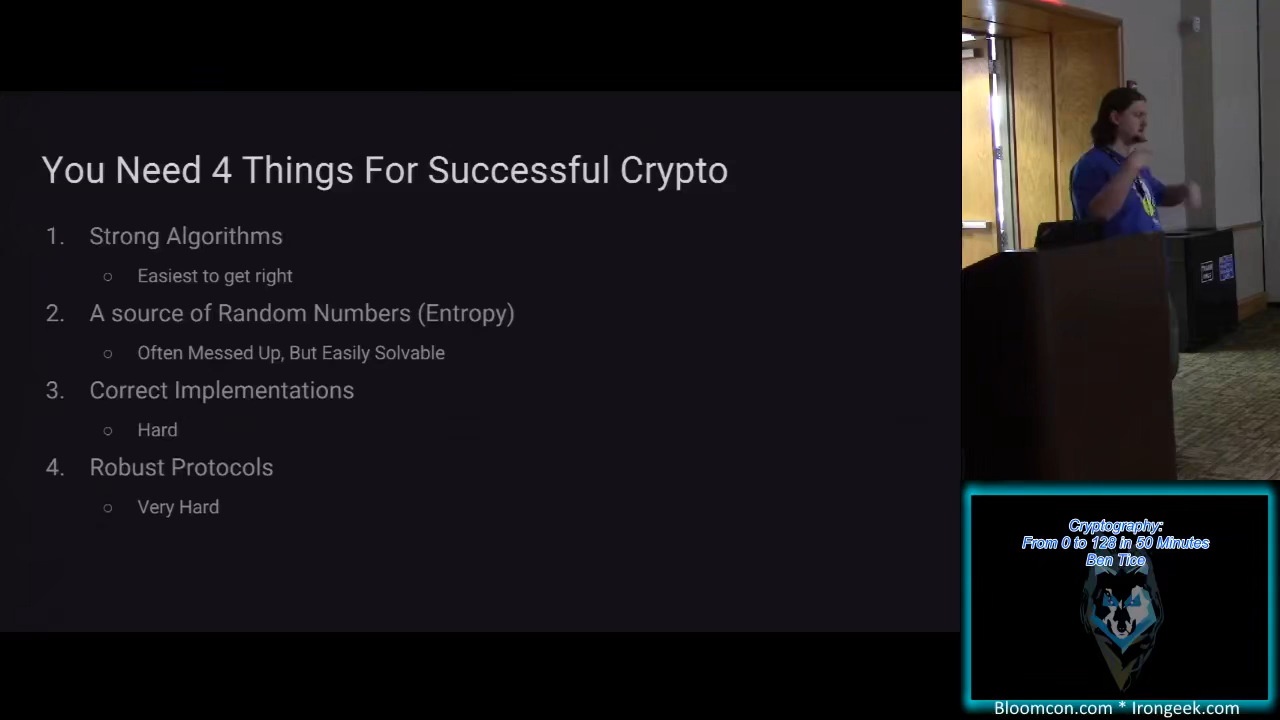 You Need 4 Things For Successful Crypto
1. Strong Algorithms
○ Easiest to get right
2. A source of Random Numbers (Entropy)
○ Often Messed Up, But Easily Solvable
3. Correct Implementations
○ Hard
4. Robust Protocols
○ Very Hard
Cryptography:
From 0 to 128 in 50 Minutes
Ben Tice
Bloomcon.com * Irongeek.com